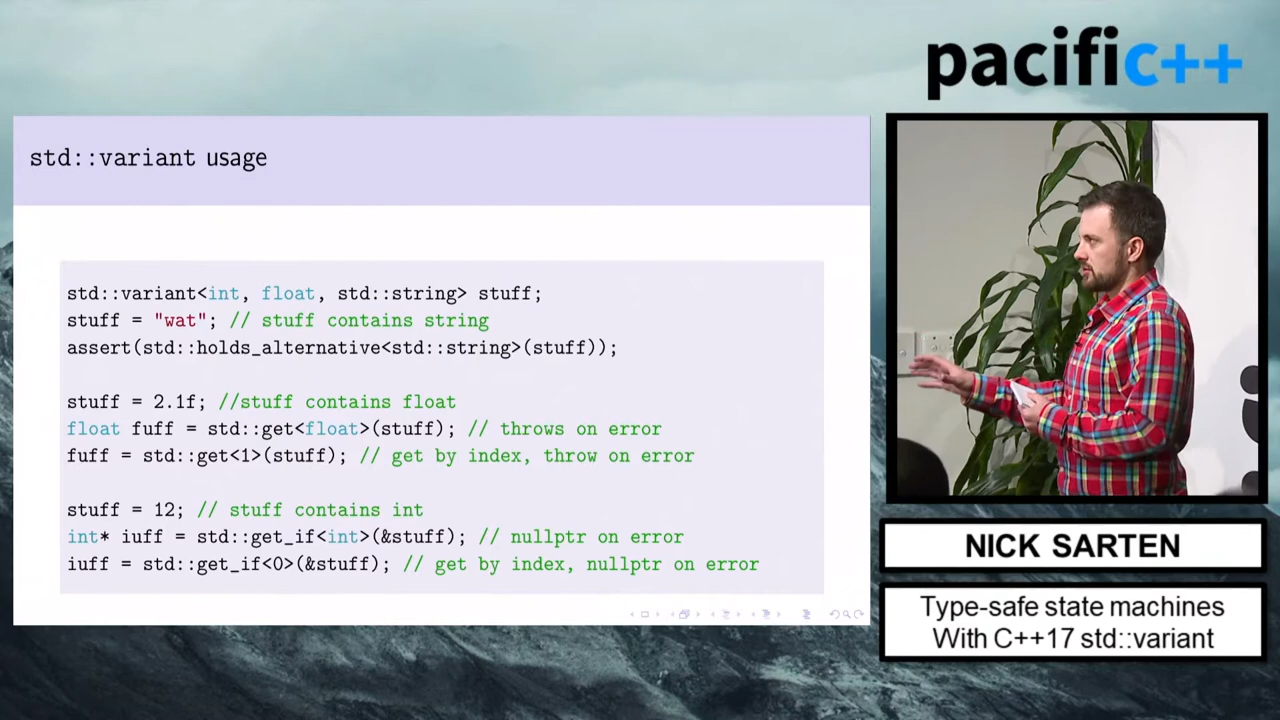 pacific++
std::variant usage
std::variant<int, float, std::string> stuff;
stuff = "wat"; // stuff contains string
assert(std::holds_alternative<std::string>(stuff));
stuff = 2.1f; //stuff contains float
float fuff = std::get<float>(stuff); // throws on error
fuff = std::get<1>(stuff); // get by index, throw on error
stuff = 12; // stuff contains int
int* iuff = std::get_if<int>(&stuff); // nullptr on error
iuff = std::get_if<0>(&stuff); // get by index, nullptr on error
NICK SARTEN
Type-safe state machines
With C++17 std::variant